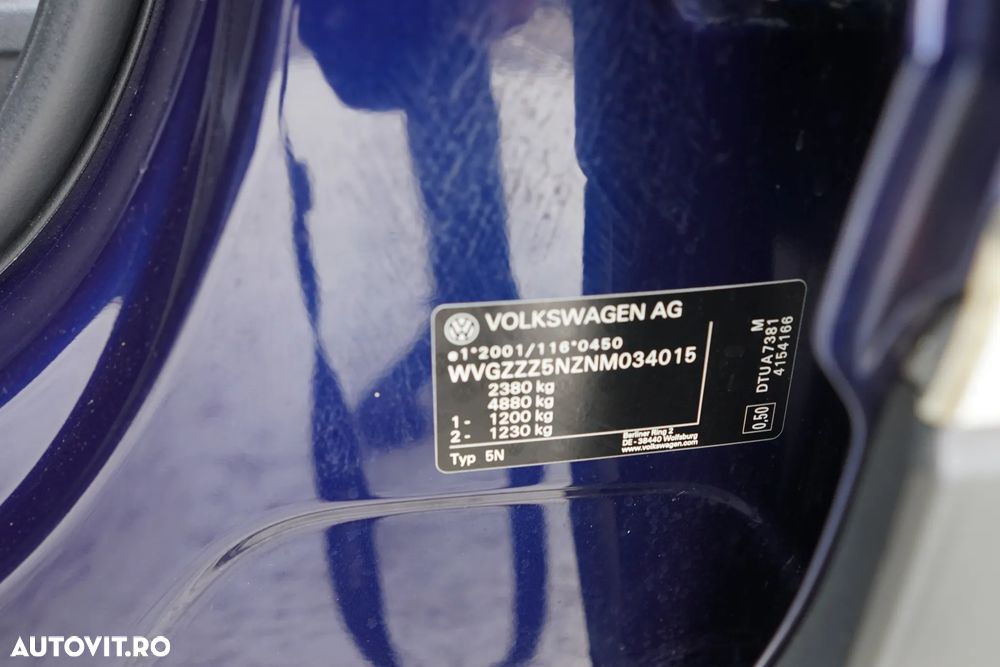 VOLKSWAGEN AG
e1*2001/116*0450
WVGZZZ5NZNM034015
2380 kg
4880 kg
1- 1200 kg
2- 1230 kg
Typ 5N
Berliner Ring 2
DE - 38440 Wolfsburg
www.volkswagen.com
0,50
DTUA7381
M
4154166
AUTOVIT.RO